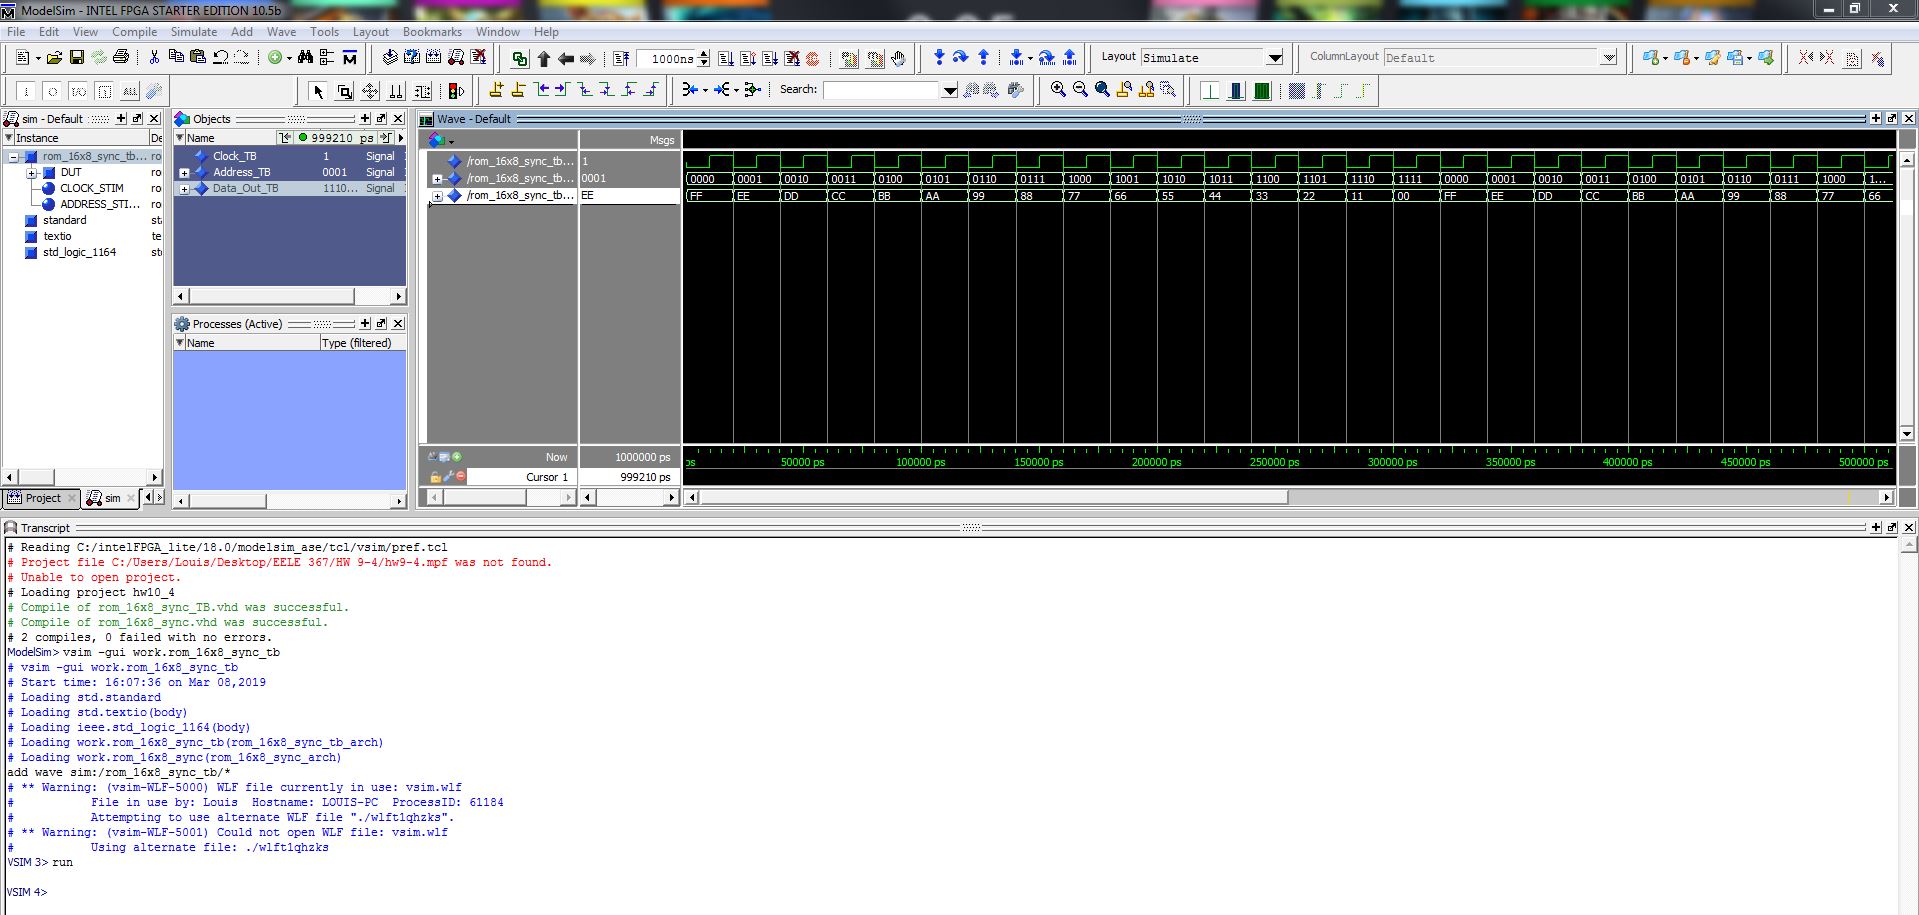 ModelSim - INTEL FPGA STARTER EDITION 10.5b
File Edit View Compile Simulate Add Wave Tools Layout Bookmarks Window Help
1000ns
Layout Simulate
ColumnLayout Default
Search:
sim - Default
Instance De
rom_16x8_sync_tb... ro
DUT ro
CLOCK_STIM ro
ADDRESS_STI... ro
standard sta
textio te
std_logic_1164 st
Project sim
Objects
Name 999210 ps
Clock_TB 1 Signal
Address_TB 0001 Signal
Data_Out_TB 1110... Signal
Processes (Active)
Name Type (filtered)
Wave - Default
Msgs
/rom_16x8_sync_tb... 1
/rom_16x8_sync_tb... 0001 0000 0001 0010 0011 0100 0101 0110 0111 1000 1001 1010 1011 1100 1101 1110 1111 0000 0001 0010 0011 0100 0101 0110 0111 1000 1...
/rom_16x8_sync_tb... EE FF EE DD CC BB AA 99 88 77 66 55 44 33 22 11 00 FF EE DD CC BB AA 99 88 77 66
Now 1000000 ps ps 50000 ps 100000 ps 150000 ps 200000 ps 250000 ps 300000 ps 350000 ps 400000 ps 450000 ps 500000 ps
Cursor 1 999210 ps
Transcript
# Reading C:/intelFPGA_lite/18.0/modelsim_ase/tcl/vsim/pref.tcl
# Project file C:/Users/Louis/Desktop/EELE 367/HW 9-4/hw9-4.mpf was not found.
# Unable to open project.
# Loading project hw10_4
# Compile of rom_16x8_sync_TB.vhd was successful.
# Compile of rom_16x8_sync.vhd was successful.
# 2 compiles, 0 failed with no errors.
ModelSim> vsim -gui work.rom_16x8_sync_tb
# vsim -gui work.rom_16x8_sync_tb
# Start time: 16:07:36 on Mar 08,2019
# Loading std.standard
# Loading std.textio(body)
# Loading ieee.std_logic_1164(body)
# Loading work.rom_16x8_sync_tb(rom_16x8_sync_tb_arch)
# Loading work.rom_16x8_sync(rom_16x8_sync_arch)
add wave sim:/rom_16x8_sync_tb/*
# ** Warning: (vsim-WLF-5000) WLF file currently in use: vsim.wlf
# File in use by: Louis Hostname: LOUIS-PC ProcessID: 61184
# Attempting to use alternate WLF file "./wlft1qhzks".
# ** Warning: (vsim-WLF-5001) Could not open WLF file: vsim.wlf
# Using alternate file: ./wlft1qhzks
VSIM 3> run
VSIM 4>